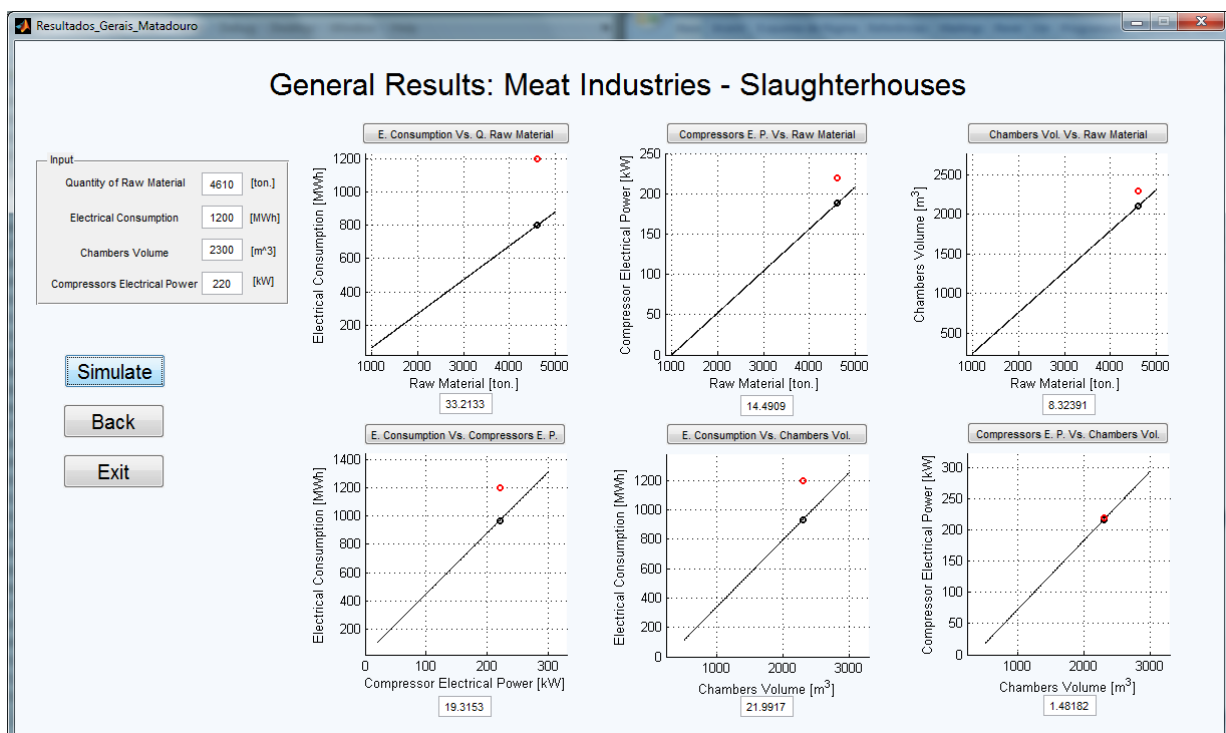 Resultados_Gerais_Matadouro
General Results: Meat Industries - Slaughterhouses
Input
Quantity of Raw Material 4610 [ton.]
Electrical Consumption 1200 [MWh]
Chambers Volume 2300 [m^3]
Compressors Electrical Power 220 [kW]
Simulate
Back
Exit
E. Consumption Vs. Q. Raw Material
Electrical Consumption [MWh]
1200
1000
800
600
400
200
1000 2000 3000 4000 5000
Raw Material [ton.]
33.2133
Compressors E. P. Vs. Raw Material
Compressor Electrical Power [kW]
250
200
150
100
50
0
1000 2000 3000 4000 5000
Raw Material [ton.]
14.4909
Chambers Vol. Vs. Raw Material
Chambers Volume [m³]
2500
2000
1500
1000
500
1000 2000 3000 4000 5000
Raw Material [ton.]
8.32391
E. Consumption Vs. Compressors E. P.
Electrical Consumption [MWh]
1400
1200
1000
800
600
400
200
0 100 200 300
Compressor Electrical Power [kW]
19.3153
E. Consumption Vs. Chambers Vol.
Electrical Consumption [MWh]
1200
1000
800
600
400
200
0
1000 2000 3000
Chambers Volume [m³]
21.9917
Compressors E. P. Vs. Chambers Vol.
Compressor Electrical Power [kW]
300
250
200
150
100
50
0
1000 2000 3000
Chambers Volume [m³]
1.48182